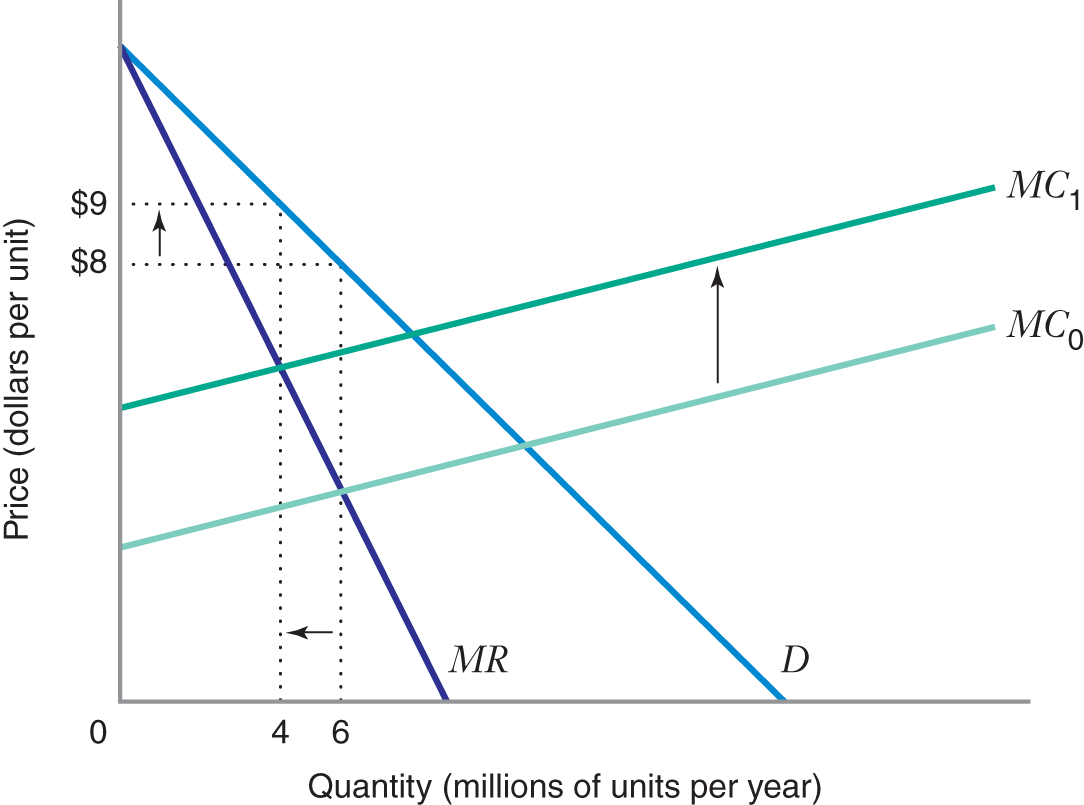 MC1
$9
$8
MC0
Price (dollars per unit)
MR
D
0
4
6
Quantity (millions of units per year)